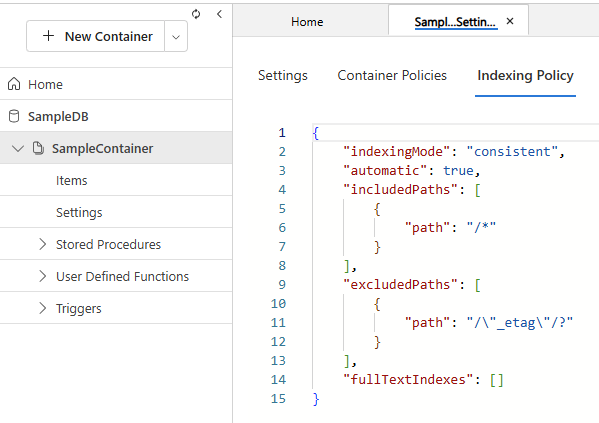 New Container
Home
SampleDB
SampleContainer
Items
Settings
Stored Procedures
User Defined Functions
Triggers
Home
Sampl...Settin...
Settings Container Policies Indexing Policy
1 {
2 "indexingMode": "consistent",
3 "automatic": true,
4 "includedPaths": [
5 {
6 "path": "/*"
7 }
8 ],
9 "excludedPaths": [
10 {
11 "path": "/\"_etag\"/?"
12 }
13 ],
14 "fullTextIndexes": []
15 }